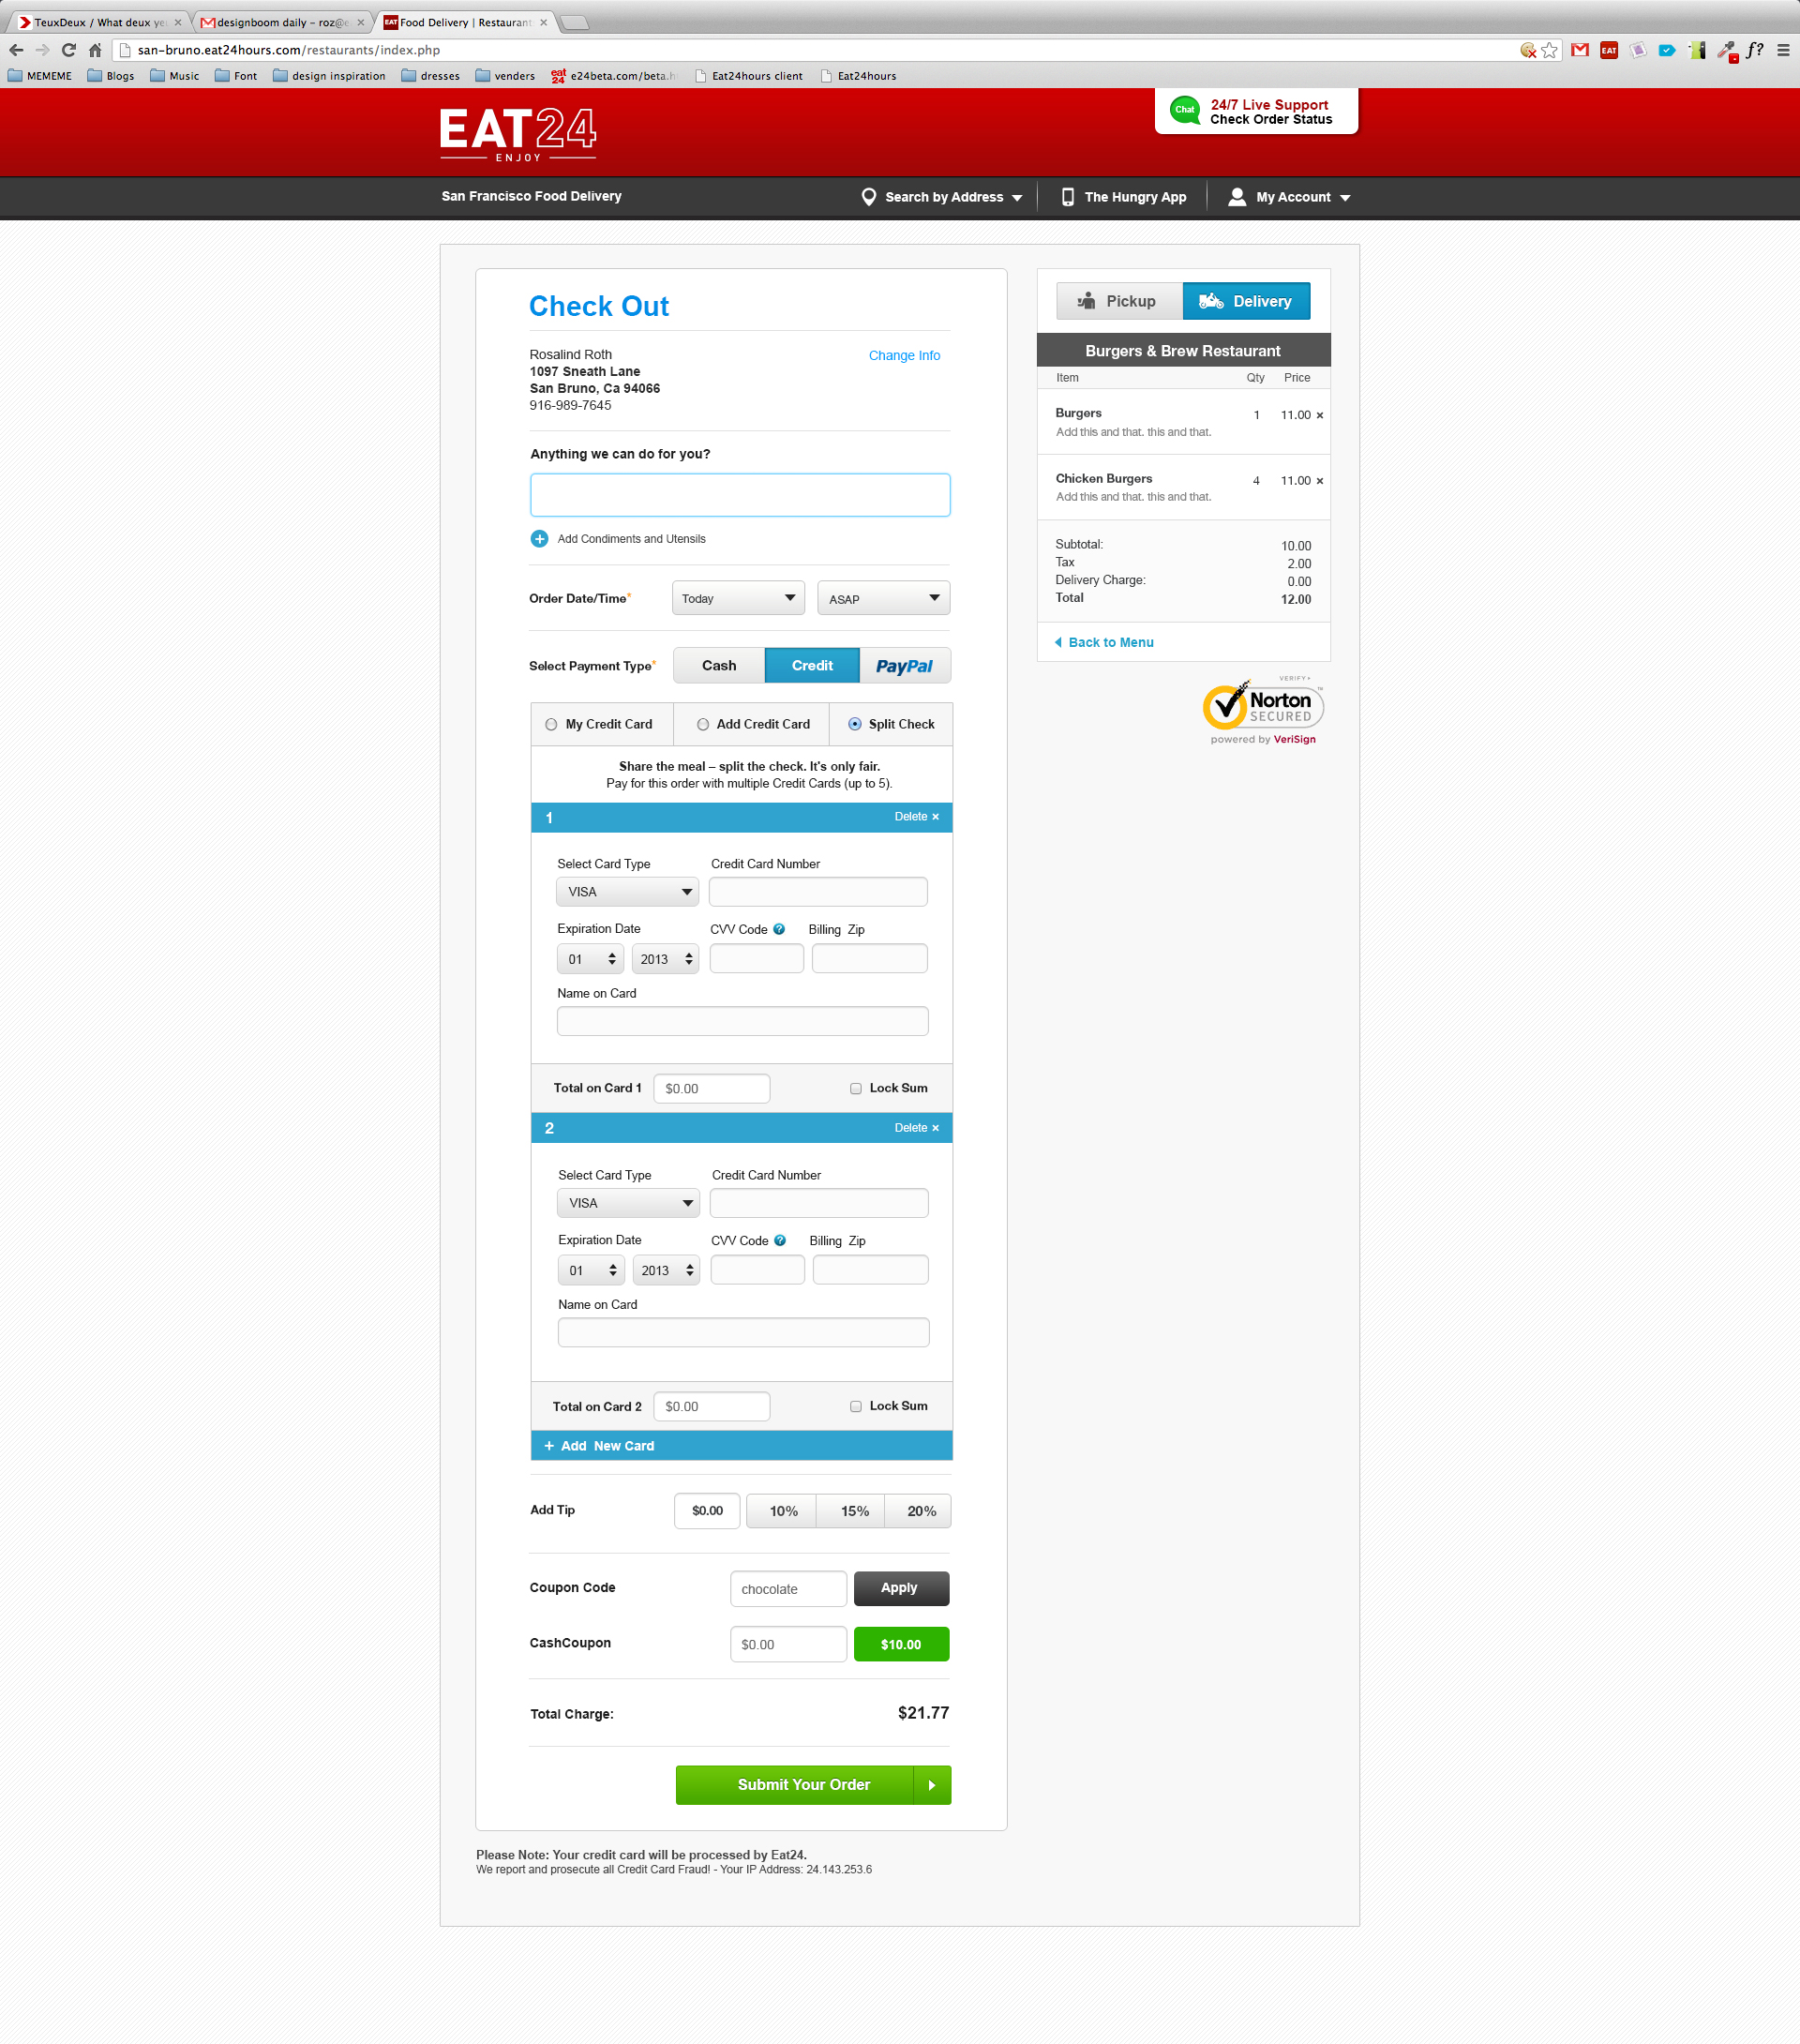 TeuxDeux / What deux
designboom daily – roz@
Food Delivery | Restaurant
san-bruno.eat24hours.com/restaurants/index.php
EAT
f?
MEMEME
Blogs
Music
Font
design inspiration
dresses
venders
eat 24
e24beta.com/beta.h
Eat24hours client
Eat24hours
EAT24
ENJOY
Chat
24/7 Live Support
Check Order Status
San Francisco Food Delivery
Search by Address
The Hungry App
My Account
Check Out
Rosalind Roth
Change Info
1097 Sneath Lane
San Bruno, Ca 94066
916-989-7645
Anything we can do for you?
Add Condiments and Utensils
Order Date/Time* Today ASAP
Select Payment Type* Cash Credit PayPal
My Credit Card Add Credit Card Split Check
Share the meal – split the check. It's only fair.
Pay for this order with multiple Credit Cards (up to 5).
1 Delete ×
Select Card Type Credit Card Number
VISA
Expiration Date CVV Code ? Billing Zip
01 2013
Name on Card
Total on Card 1 $0.00 Lock Sum
2 Delete ×
Select Card Type Credit Card Number
VISA
Expiration Date CVV Code ? Billing Zip
01 2013
Name on Card
Total on Card 2 $0.00 Lock Sum
+ Add New Card
Add Tip $0.00 10% 15% 20%
Coupon Code chocolate Apply
CashCoupon $0.00 $10.00
Total Charge: $21.77
Submit Your Order
Please Note: Your credit card will be processed by Eat24.
We report and prosecute all Credit Card Fraud! - Your IP Address: 24.143.253.6
Pickup Delivery
Burgers & Brew Restaurant
Item Qty Price
Burgers 1 11.00 ×
Add this and that. this and that.
Chicken Burgers 4 11.00 ×
Add this and that. this and that.
Subtotal: 10.00
Tax 2.00
Delivery Charge: 0.00
Total 12.00
Back to Menu
VERIFY
Norton™
SECURED
powered by VeriSign